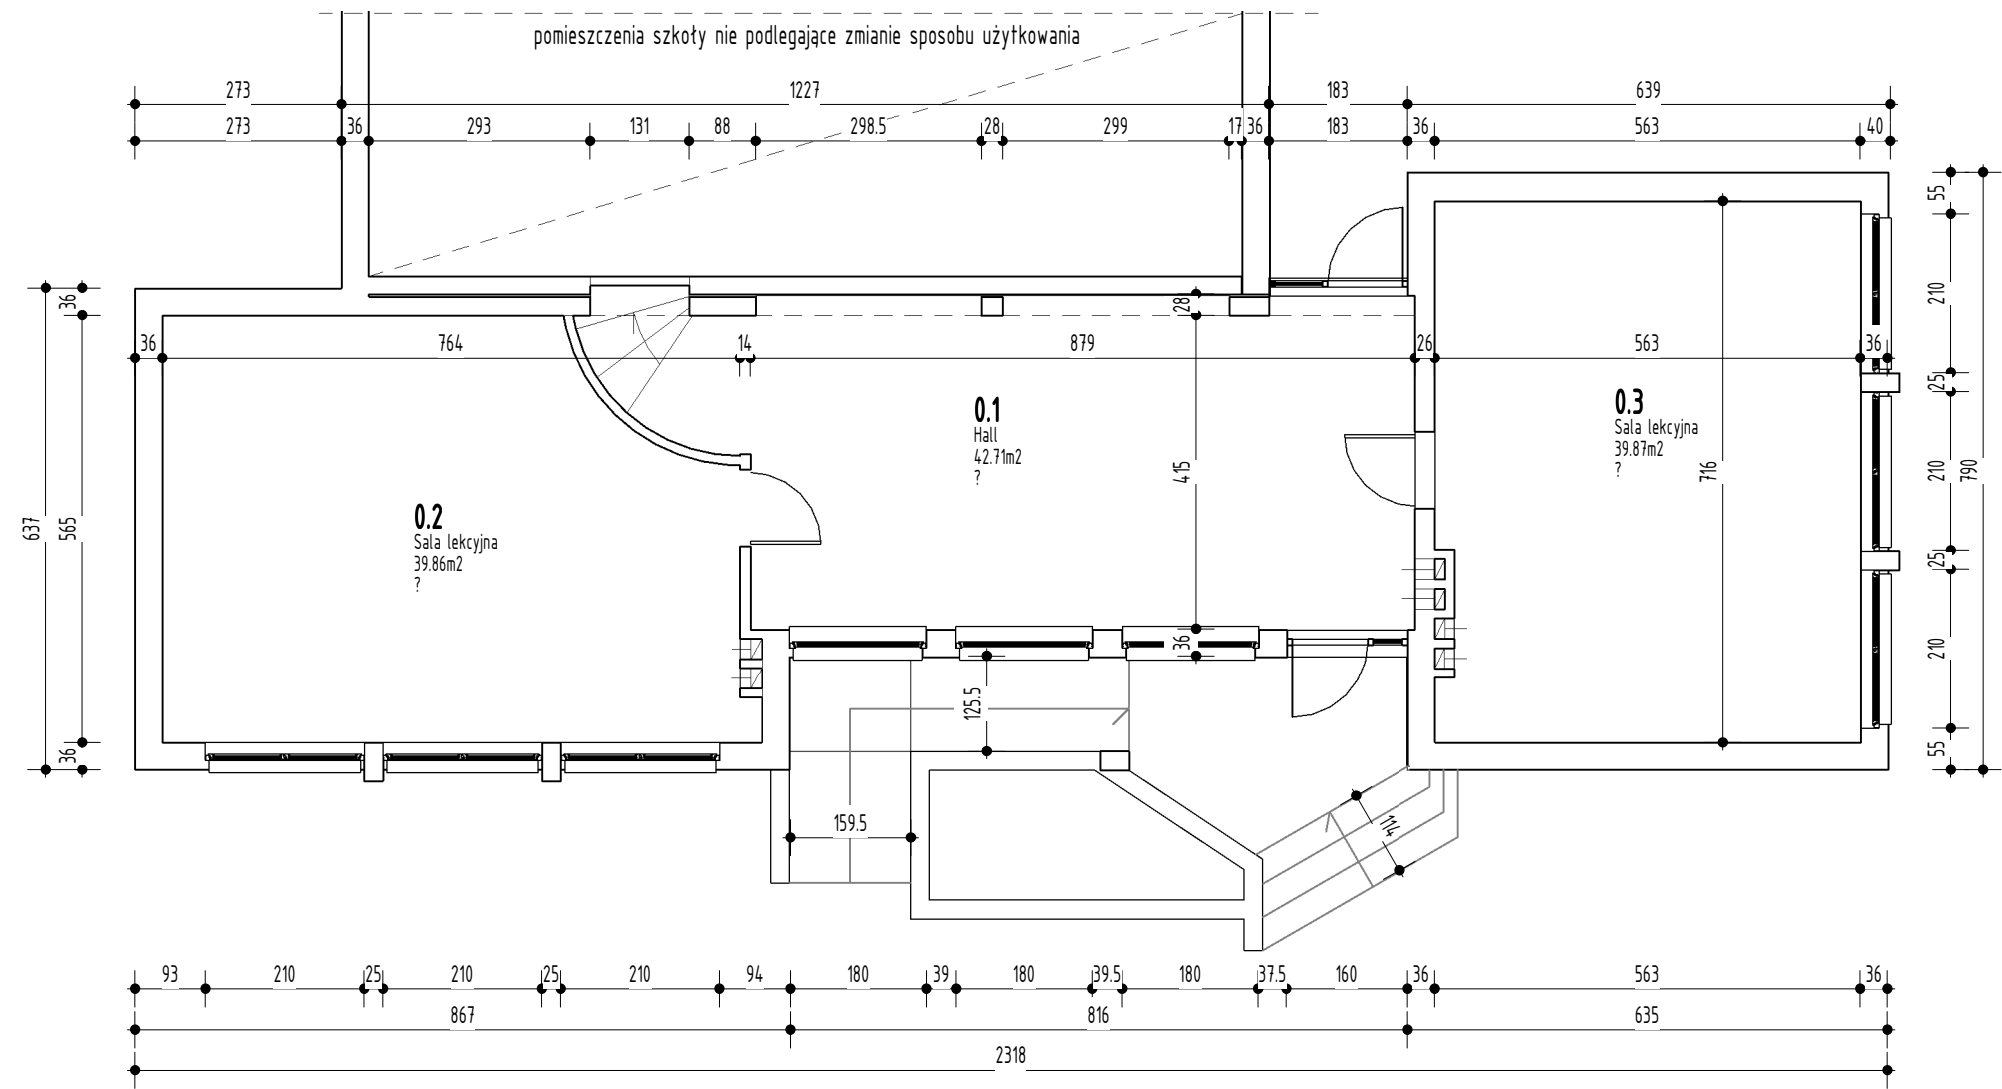 pomieszczenia szkoły nie podlegające zmianie sposobu użytkowania
273 1227 183 639
273 36 293 131 88 298.5 28 299 17 36 183 36 563 40
36 764 14 879 26 563 36
0.1
Hall
42.71m2
?
0.2
Sala lekcyjna
39.86m2
?
0.3
Sala lekcyjna
39.87m2
?
637
36
565
36
28
415
36
125.5
159.5
114
716
55
210
25
210
25
210
55
790
93 210 25 210 25 210 94 180 39 180 39.5 180 37.5 160 36 563 36
867 816 635
2318